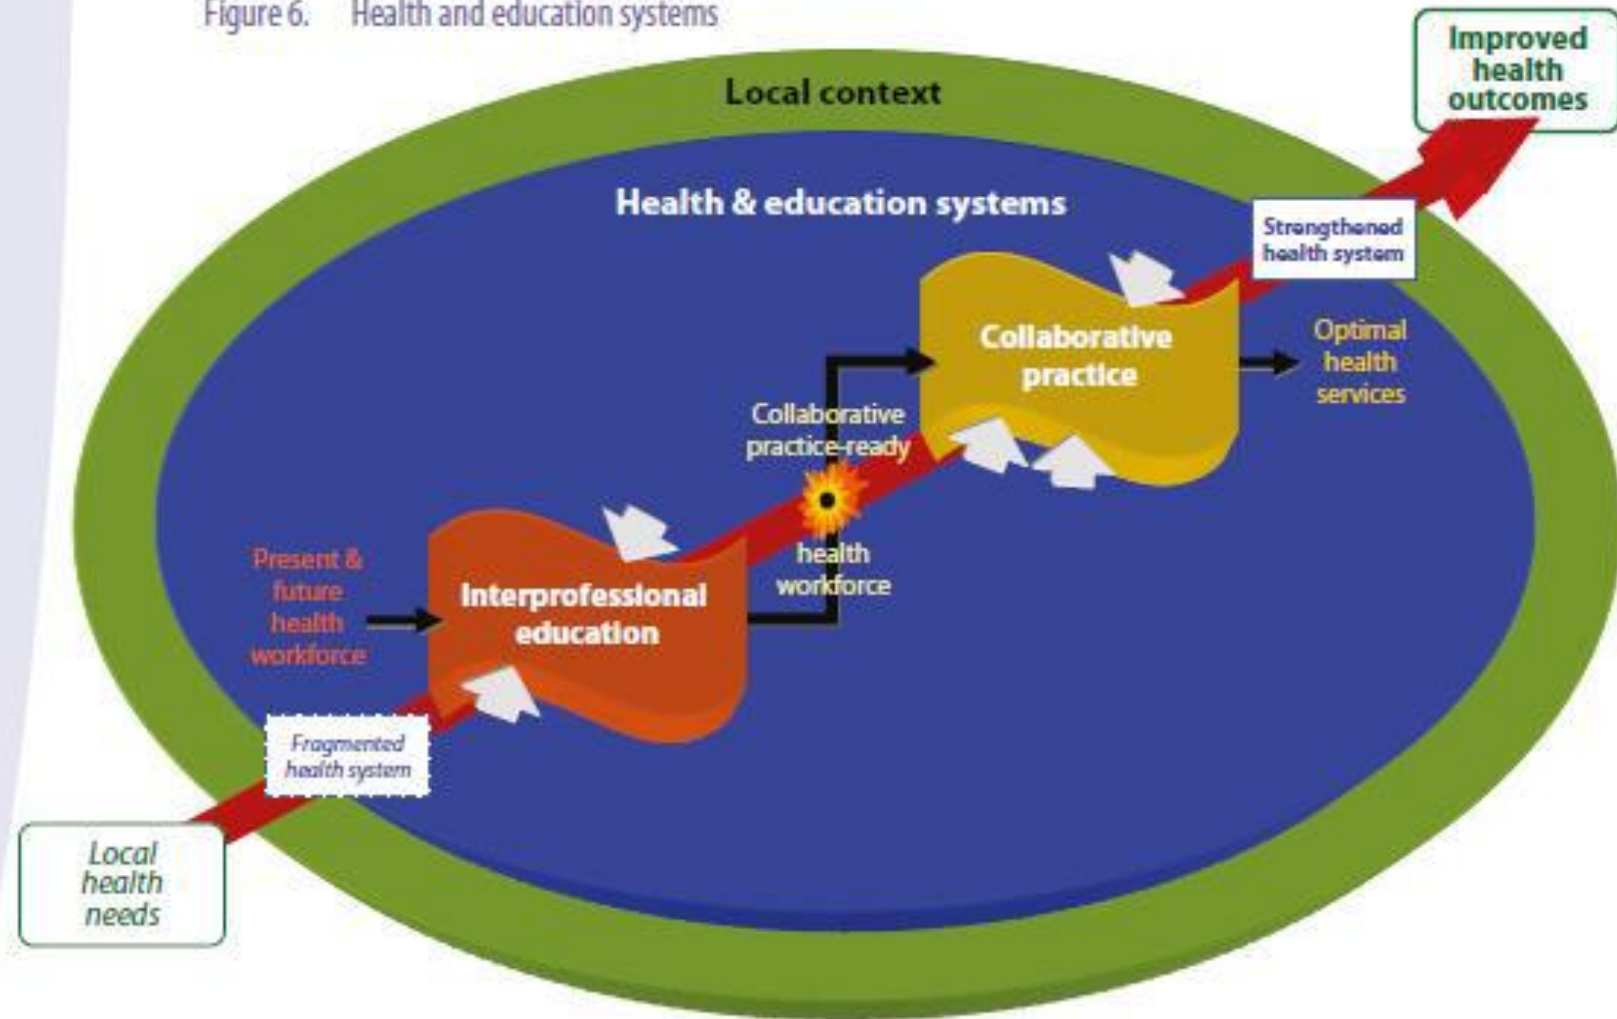 Figure 6. Health and education systems
Improved
health
outcomes
Local context
Health & education systems
Strengthened
health system
Collaborative
practice
Optimal
health
services
Collaborative
practice-ready
health
workforce
Present &
future
health
workforce
Interprofessional
education
Fragmented
health system
Local
health
needs